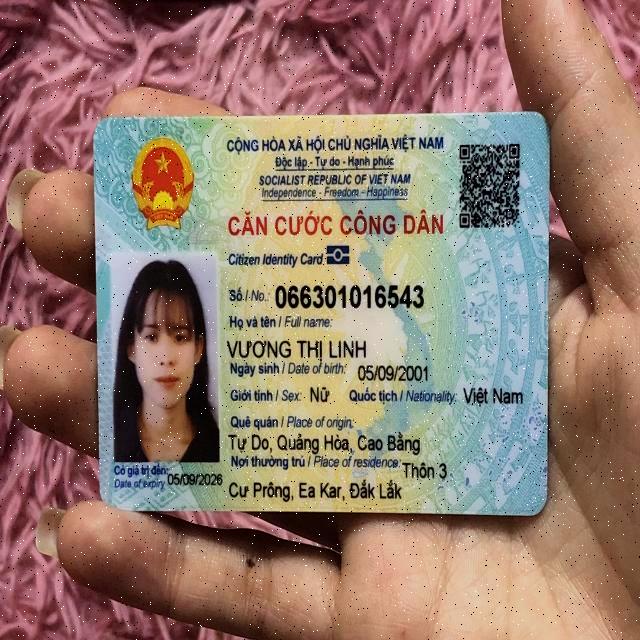 CỘNG HÒA XÃ HỘI CHỦ NGHĨA VIỆT NAM
Độc lập - Tự do - Hạnh phúc
SOCIALIST REPUBLIC OF VIET NAM
Independence - Freedom - Happiness
CĂN CƯỚC CÔNG DÂN
Citizen Identity Card
Số / No.: 066301016543
Họ và tên / Full name:
VƯƠNG THỊ LINH
Ngày sinh / Date of birth: 05/09/2001
Giới tính / Sex: Nữ Quốc tịch / Nationality: Việt Nam
Quê quán / Place of origin:
Tự Do, Quảng Hòa, Cao Bằng
Nơi thường trú / Place of residence: Thôn 3
Cư Prông, Ea Kar, Đắk Lắk
Có giá trị đến: 05/09/2026
Date of expiry